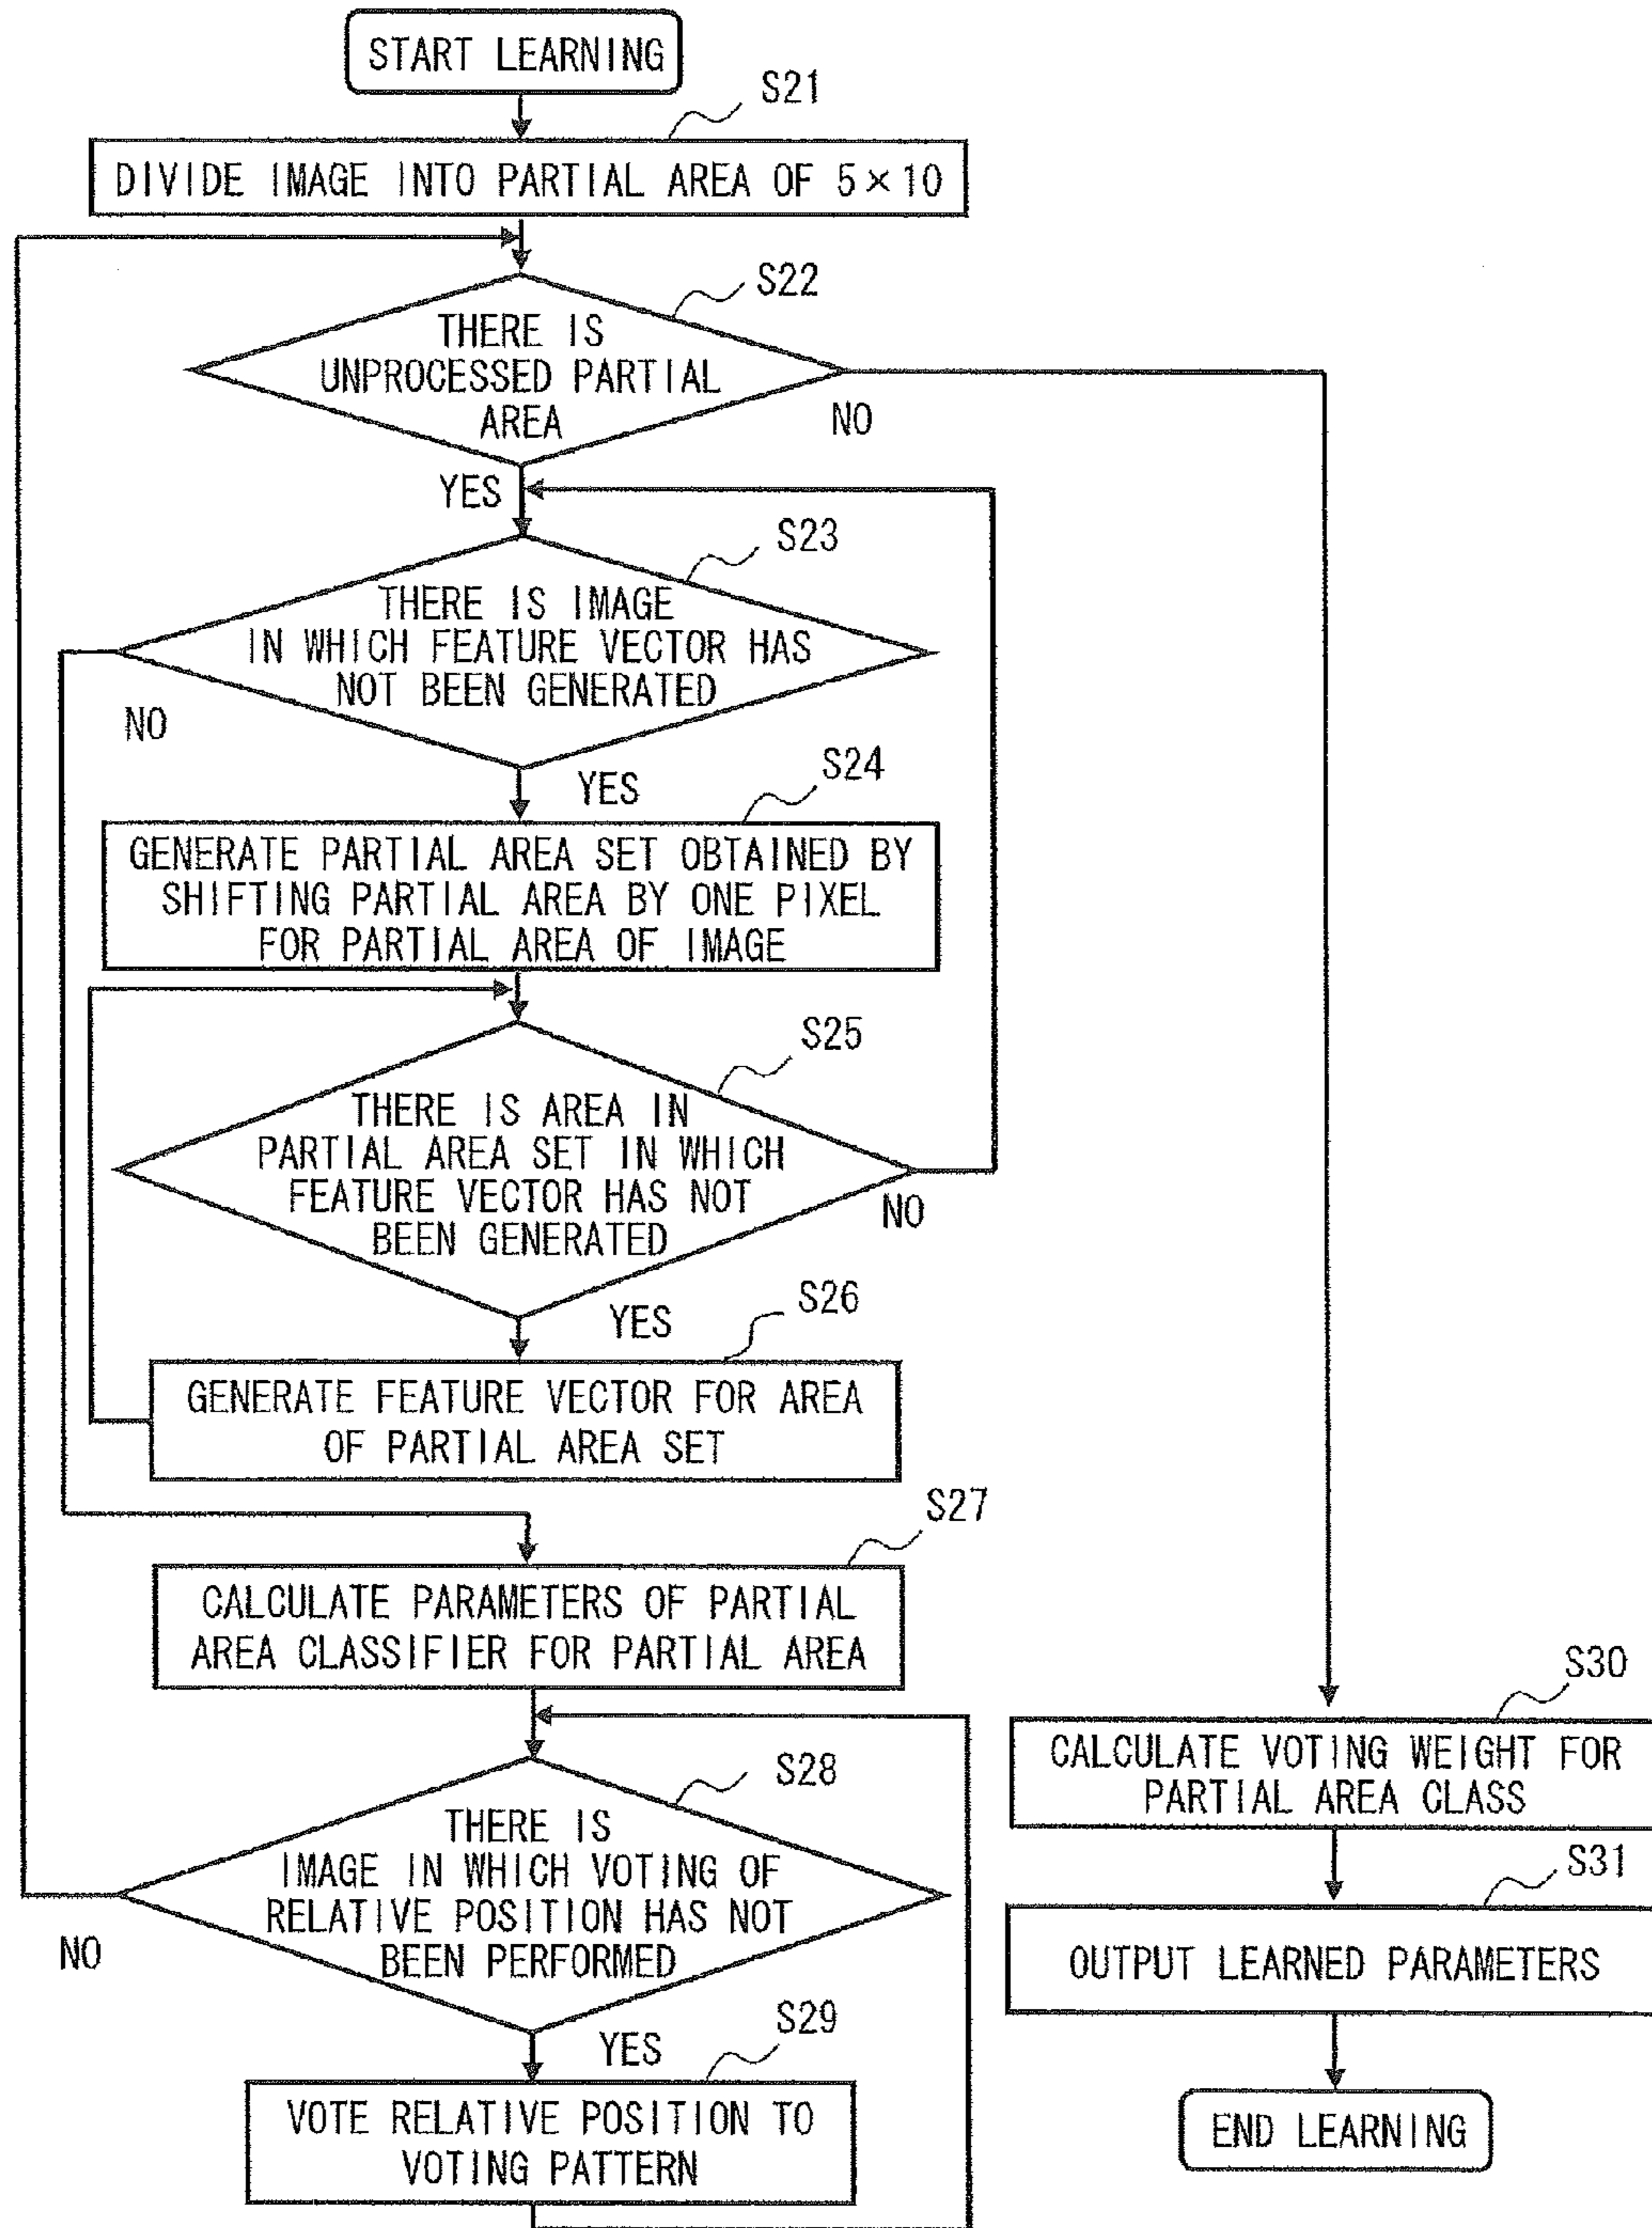 START LEARNING
S21
DIVIDE IMAGE INTO PARTIAL AREA OF 5×10
S22
THERE IS
UNPROCESSED PARTIAL
AREA
NO
YES
S23
THERE IS IMAGE
IN WHICH FEATURE VECTOR HAS
NOT BEEN GENERATED
NO
YES
S24
GENERATE PARTIAL AREA SET OBTAINED BY
SHIFTING PARTIAL AREA BY ONE PIXEL
FOR PARTIAL AREA OF IMAGE
S25
THERE IS AREA IN
PARTIAL AREA SET IN WHICH
FEATURE VECTOR HAS NOT
BEEN GENERATED
NO
YES
S26
GENERATE FEATURE VECTOR FOR AREA
OF PARTIAL AREA SET
S27
CALCULATE PARAMETERS OF PARTIAL
AREA CLASSIFIER FOR PARTIAL AREA
S28
THERE IS
IMAGE IN WHICH VOTING OF
RELATIVE POSITION HAS NOT
BEEN PERFORMED
NO
YES
S29
VOTE RELATIVE POSITION TO
VOTING PATTERN
S30
CALCULATE VOTING WEIGHT FOR
PARTIAL AREA CLASS
S31
OUTPUT LEARNED PARAMETERS
END LEARNING